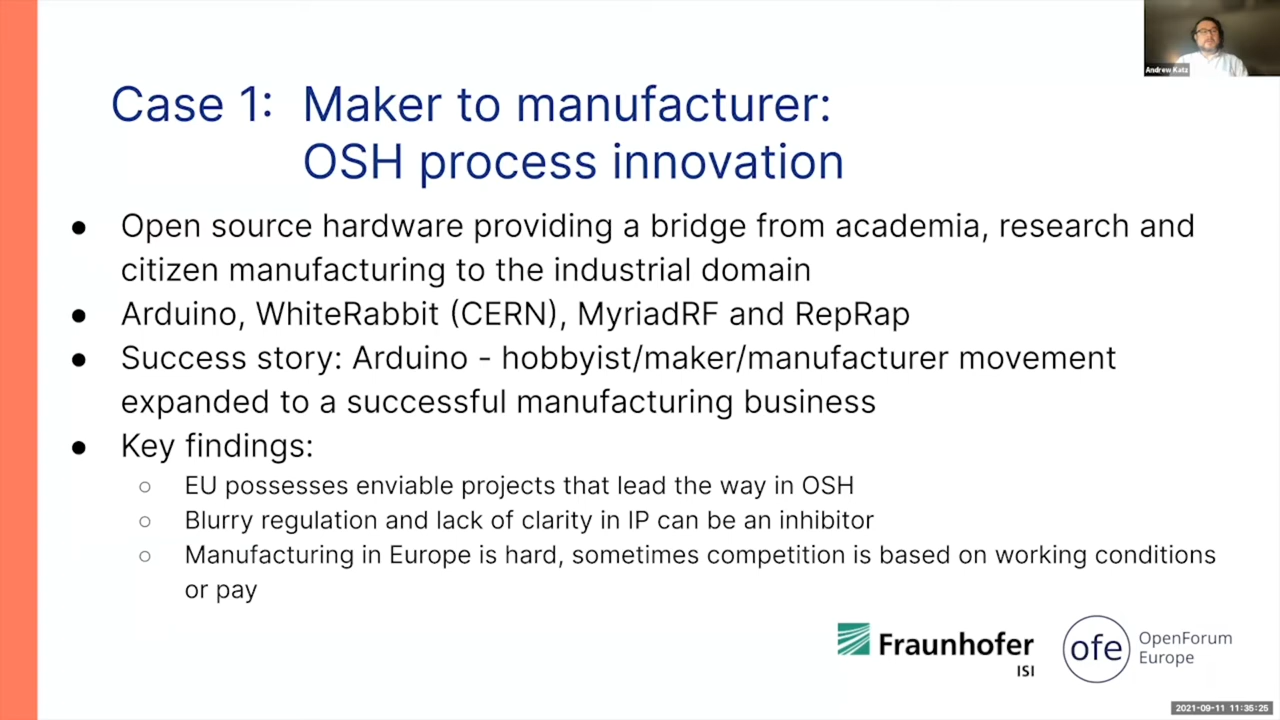 Andrew Katz
Case 1: Maker to manufacturer:
OSH process innovation
● Open source hardware providing a bridge from academia, research and
citizen manufacturing to the industrial domain
● Arduino, WhiteRabbit (CERN), MyriadRF and RepRap
● Success story: Arduino - hobbyist/maker/manufacturer movement
expanded to a successful manufacturing business
● Key findings:
○ EU possesses enviable projects that lead the way in OSH
○ Blurry regulation and lack of clarity in IP can be an inhibitor
○ Manufacturing in Europe is hard, sometimes competition is based on working conditions
or pay
Fraunhofer
ISI
ofe
OpenForum
Europe
2021-09-11 11:35:25